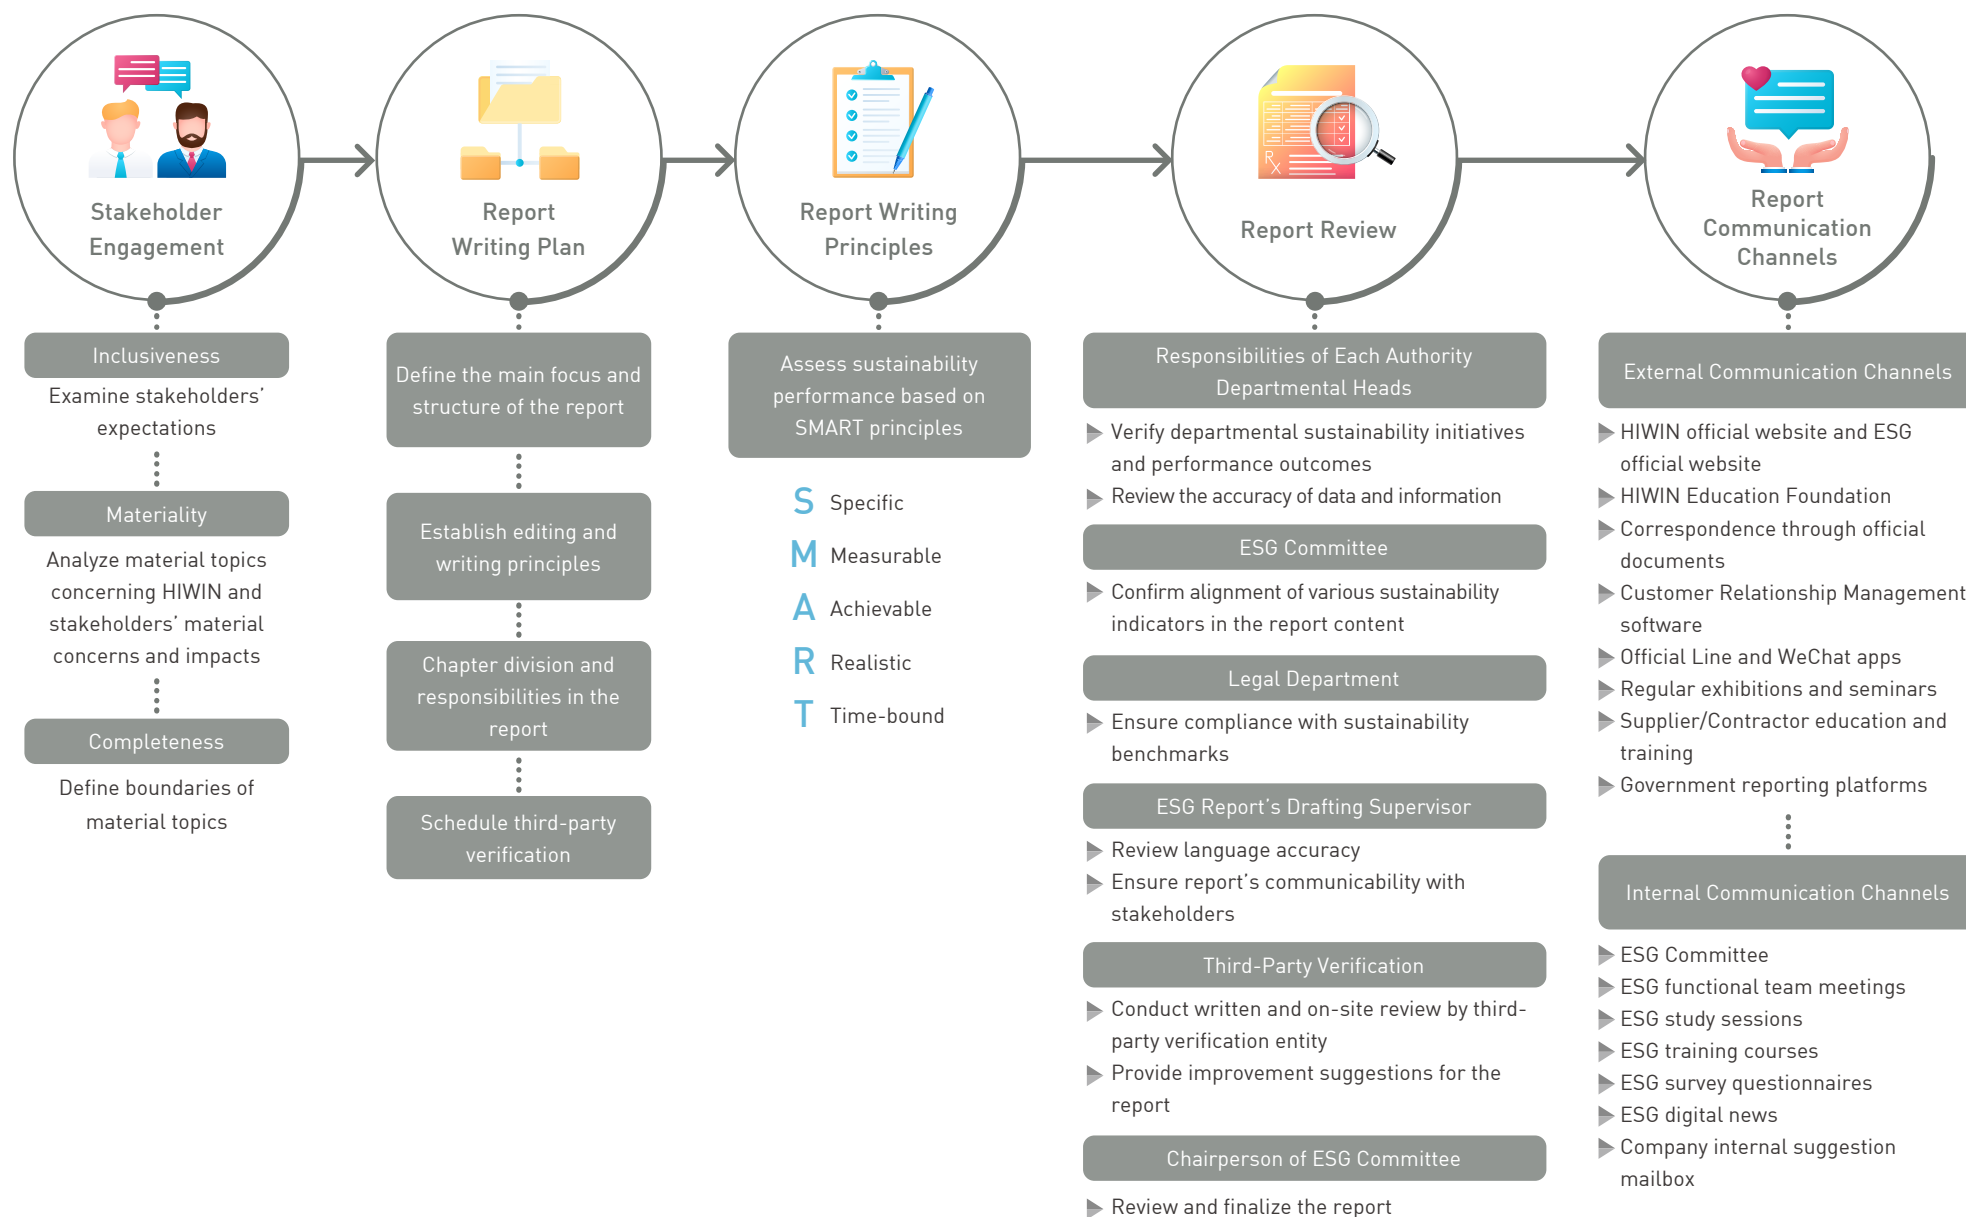 Stakeholder
Engagement
Inclusiveness
Examine stakeholders’
expectations
Materiality
Analyze material topics
concerning HIWIN and
stakeholders’ material
concerns and impacts
Completeness
Define boundaries of
material topics
Report
Writing Plan
Define the main focus and
structure of the report
Establish editing and
writing principles
Chapter division and
responsibilities in the
report
Schedule third-party
verification
Report Writing
Principles
Assess sustainability
performance based on
SMART principles
S Specific
M Measurable
A Achievable
R Realistic
T Time-bound
Rx
Report Review
Responsibilities of Each Authority
Departmental Heads
Verify departmental sustainability initiatives
and performance outcomes
Review the accuracy of data and information
ESG Committee
Confirm alignment of various sustainability
indicators in the report content
Legal Department
Ensure compliance with sustainability
benchmarks
ESG Report’s Drafting Supervisor
Review language accuracy
Ensure report’s communicability with
stakeholders
Third-Party Verification
Conduct written and on-site review by third-
party verification entity
Provide improvement suggestions for the
report
Chairperson of ESG Committee
Review and finalize the report
Report
Communication
Channels
External Communication Channels
HIWIN official website and ESG
official website
HIWIN Education Foundation
Correspondence through official
documents
Customer Relationship Management
software
Official Line and WeChat apps
Regular exhibitions and seminars
Supplier/Contractor education and
training
Government reporting platforms
Internal Communication Channels
ESG Committee
ESG functional team meetings
ESG study sessions
ESG training courses
ESG survey questionnaires
ESG digital news
Company internal suggestion
mailbox